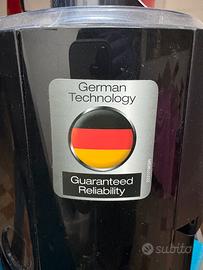 German
Technology
Guaranteed
Reliability
subito